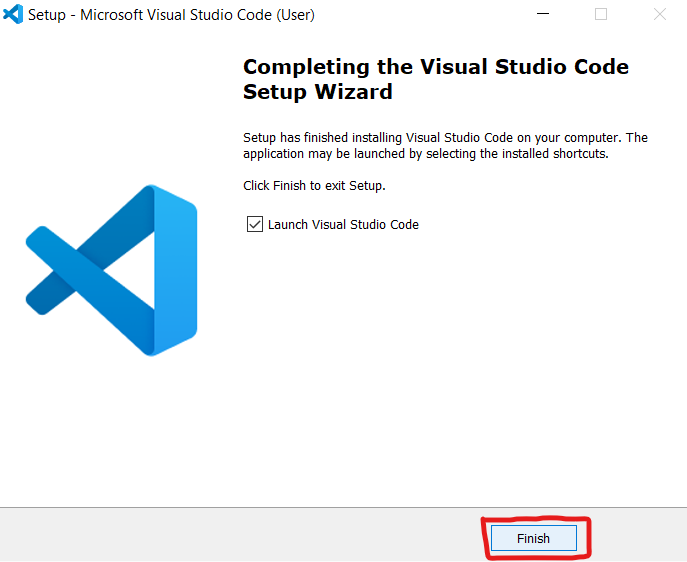 Setup - Microsoft Visual Studio Code (User)
Completing the Visual Studio Code
Setup Wizard
Setup has finished installing Visual Studio Code on your computer. The
application may be launched by selecting the installed shortcuts.
Click Finish to exit Setup.
Launch Visual Studio Code
Finish